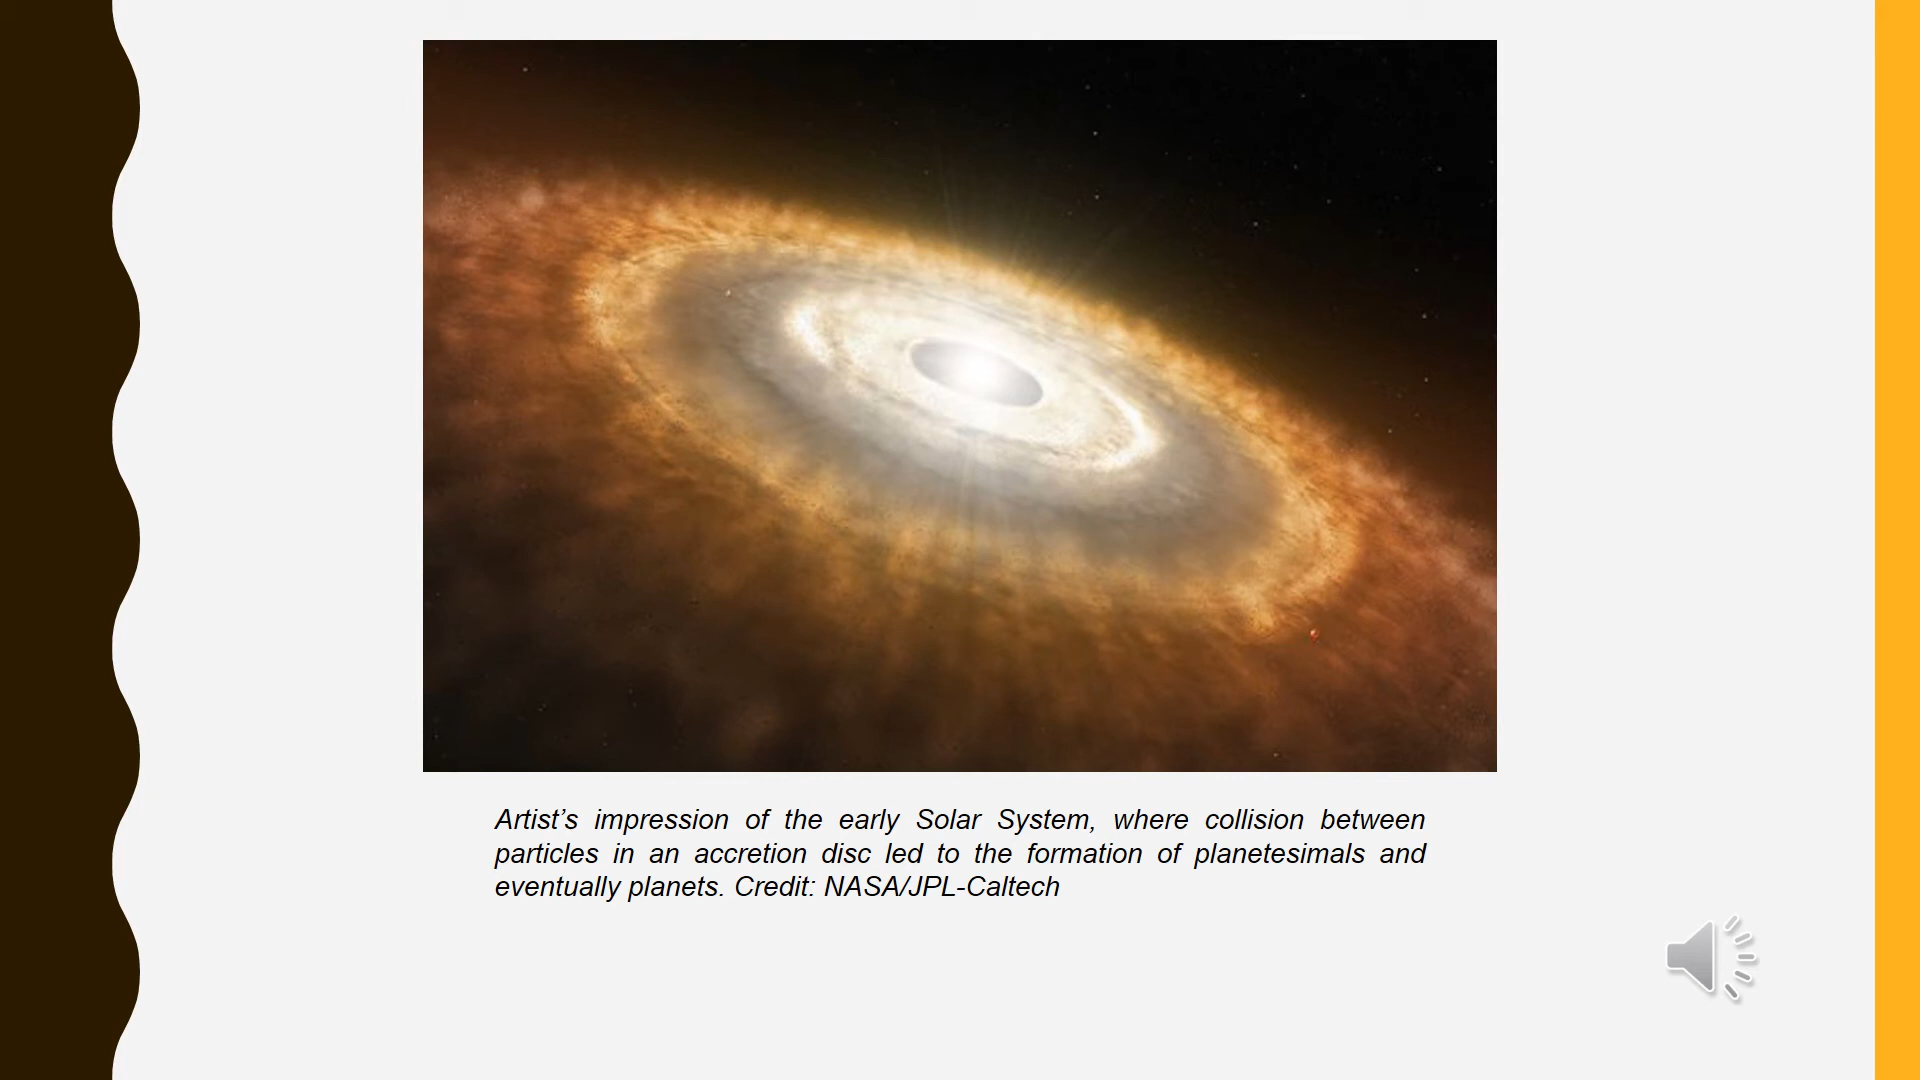 Artist’s impression of the early Solar System, where collision between
particles in an accretion disc led to the formation of planetesimals and
eventually planets. Credit: NASA/JPL-Caltech